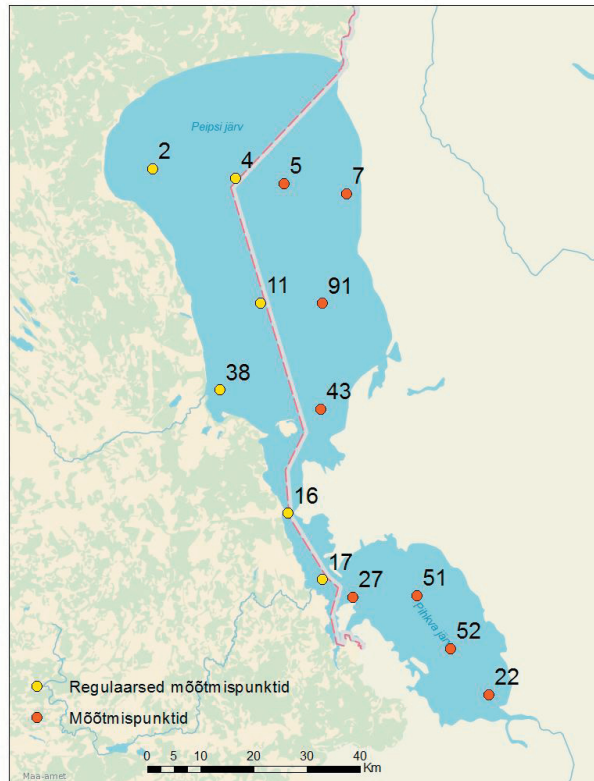 Peipsi järv
2
4
5
7
11
91
38
43
16
17
27
51
Pihkva järv
52
22
Regulaarsed mõõtmispunktid
Mõõtmispunktid
0 5 10 20 30 40
Km
Maa-amet